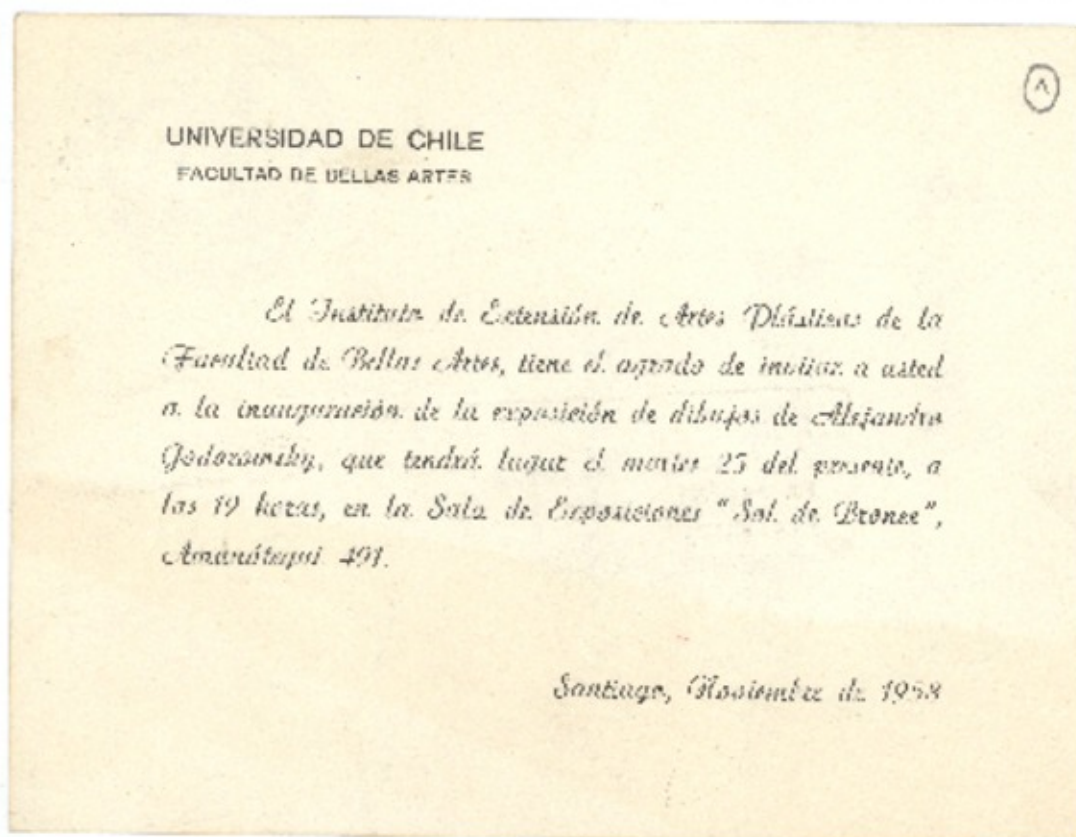 UNIVERSIDAD DE CHILE
FACULTAD DE BELLAS ARTES
El Instituto de Extensión de Artes Plásticas de la
Facultad de Bellas Artes, tiene el agrado de invitar a usted
a la inauguración de la exposición de dibujos de Alejandro
Godorowsky, que tendrá lugar el martes 25 del presente, a
las 19 horas, en la Sala de Exposiciones "Sol de Bronce",
Amunátegui 491.
Santiago, Noviembre de 1958